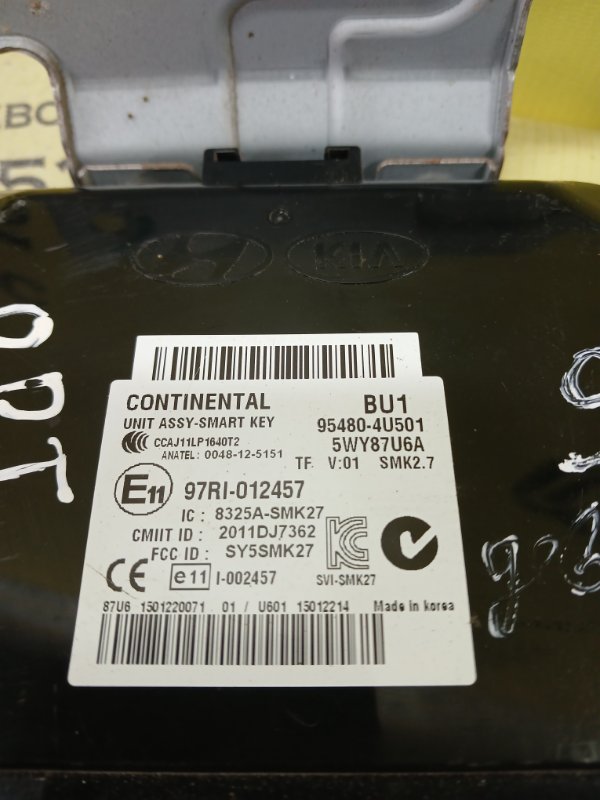 51
KIA
ОПТ
CONTINENTAL BU1
UNIT ASSY-SMART KEY 95480-4U501
CCAJ11LP1640T2 5WY87U6A
ANATEL: 0048-12-5151 TF V:01 SMK2.7
E11 97RI-012457
IC : 8325A-SMK27
CMIIT ID : 2011DJ7362
FCC ID : SY5SMK27
CE e11 I-002457 SVI-SMK27
87U6 1501220071 01 / U601 15012214 Made in korea